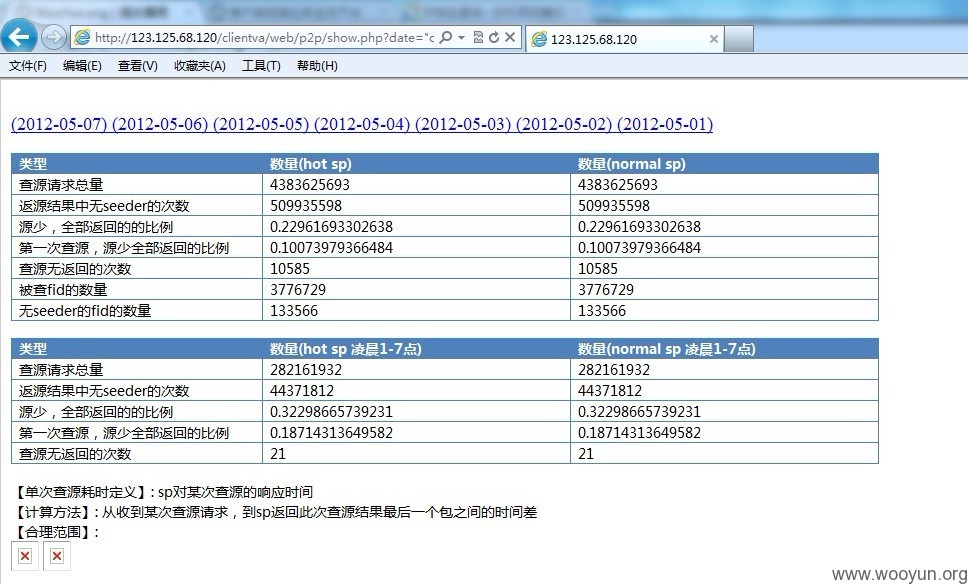 http://123.125.68.120/clientva/web/p2p/show.php?date="c
123.125.68.120
文件(F) 编辑(E) 查看(V) 收藏夹(A) 工具(T) 帮助(H)
(2012-05-07) (2012-05-06) (2012-05-05) (2012-05-04) (2012-05-03) (2012-05-02) (2012-05-01)
类型 数量(hot sp) 数量(normal sp)
查源请求总量 4383625693 4383625693
返源结果中无seeder的次数 509935598 509935598
源少，全部返回的的比例 0.22961693302638 0.22961693302638
第一次查源，源少全部返回的比例 0.10073979366484 0.10073979366484
查源无返回的次数 10585 10585
被查fid的数量 3776729 3776729
无seeder的fid的数量 133566 133566
类型 数量(hot sp 凌晨1-7点) 数量(normal sp 凌晨1-7点)
查源请求总量 282161932 282161932
返源结果中无seeder的次数 44371812 44371812
源少，全部返回的的比例 0.32298665739231 0.32298665739231
第一次查源，源少全部返回的比例 0.18714313649582 0.18714313649582
查源无返回的次数 21 21
【单次查源耗时定义】: sp对某次查源的响应时间
【计算方法】: 从收到某次查源请求，到sp返回此次查源结果最后一个包之间的时间差
【合理范围】:
www.wooyun.org